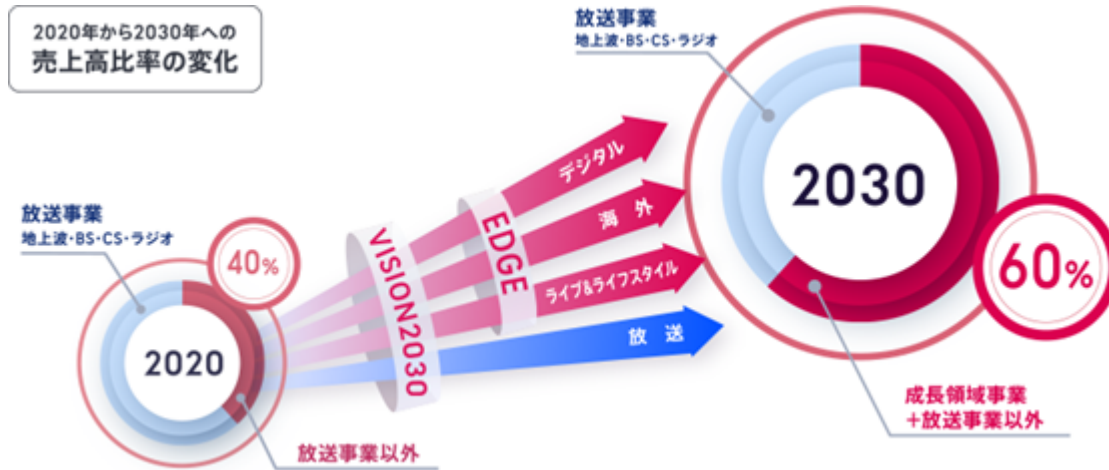 2020年から2030年への
売上高比率の変化
放送事業
地上波・BS・CS・ラジオ
40%
2020
放送事業以外
VISION2030
EDGE
デジタル
海外
ライブ&ライフスタイル
放送
放送事業
地上波・BS・CS・ラジオ
2030
60%
成長領域事業
+放送事業以外